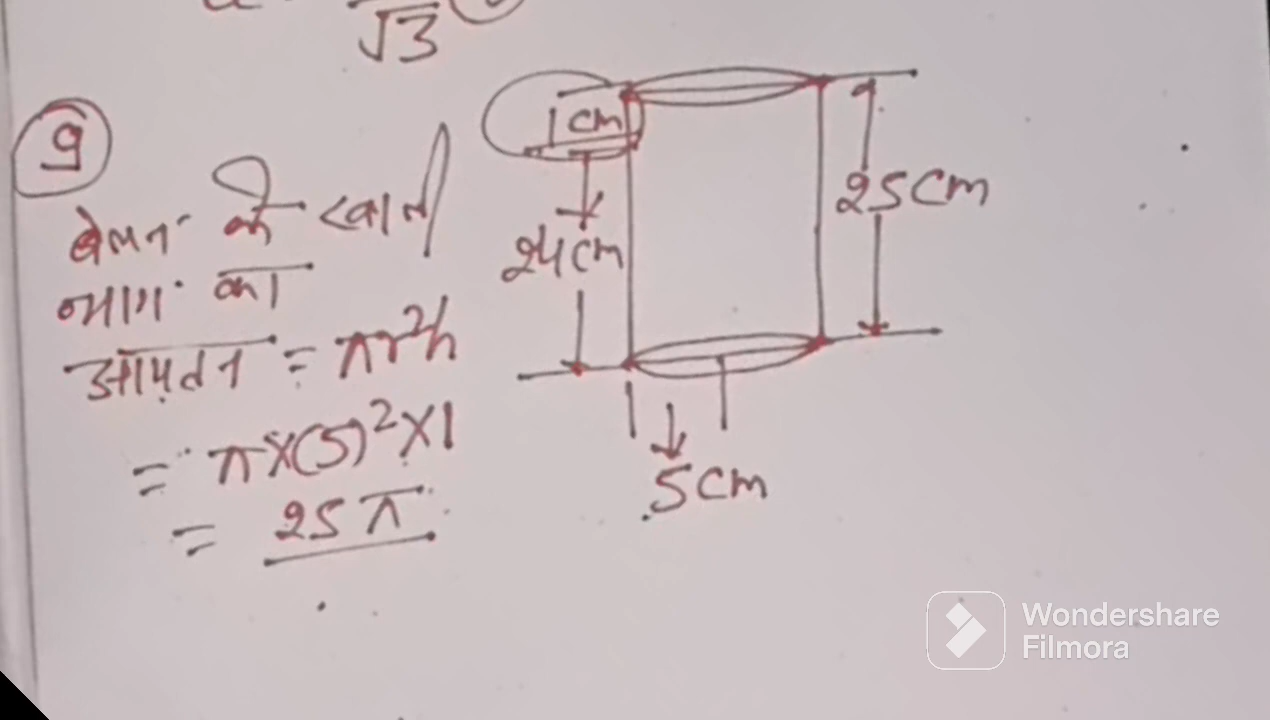 √3
9
बेलन के खाली
भाग का
आयतन = πr²h
= π×(5)²×1
= 25π
1cm
24cm
25cm
5cm
Wondershare
Filmora